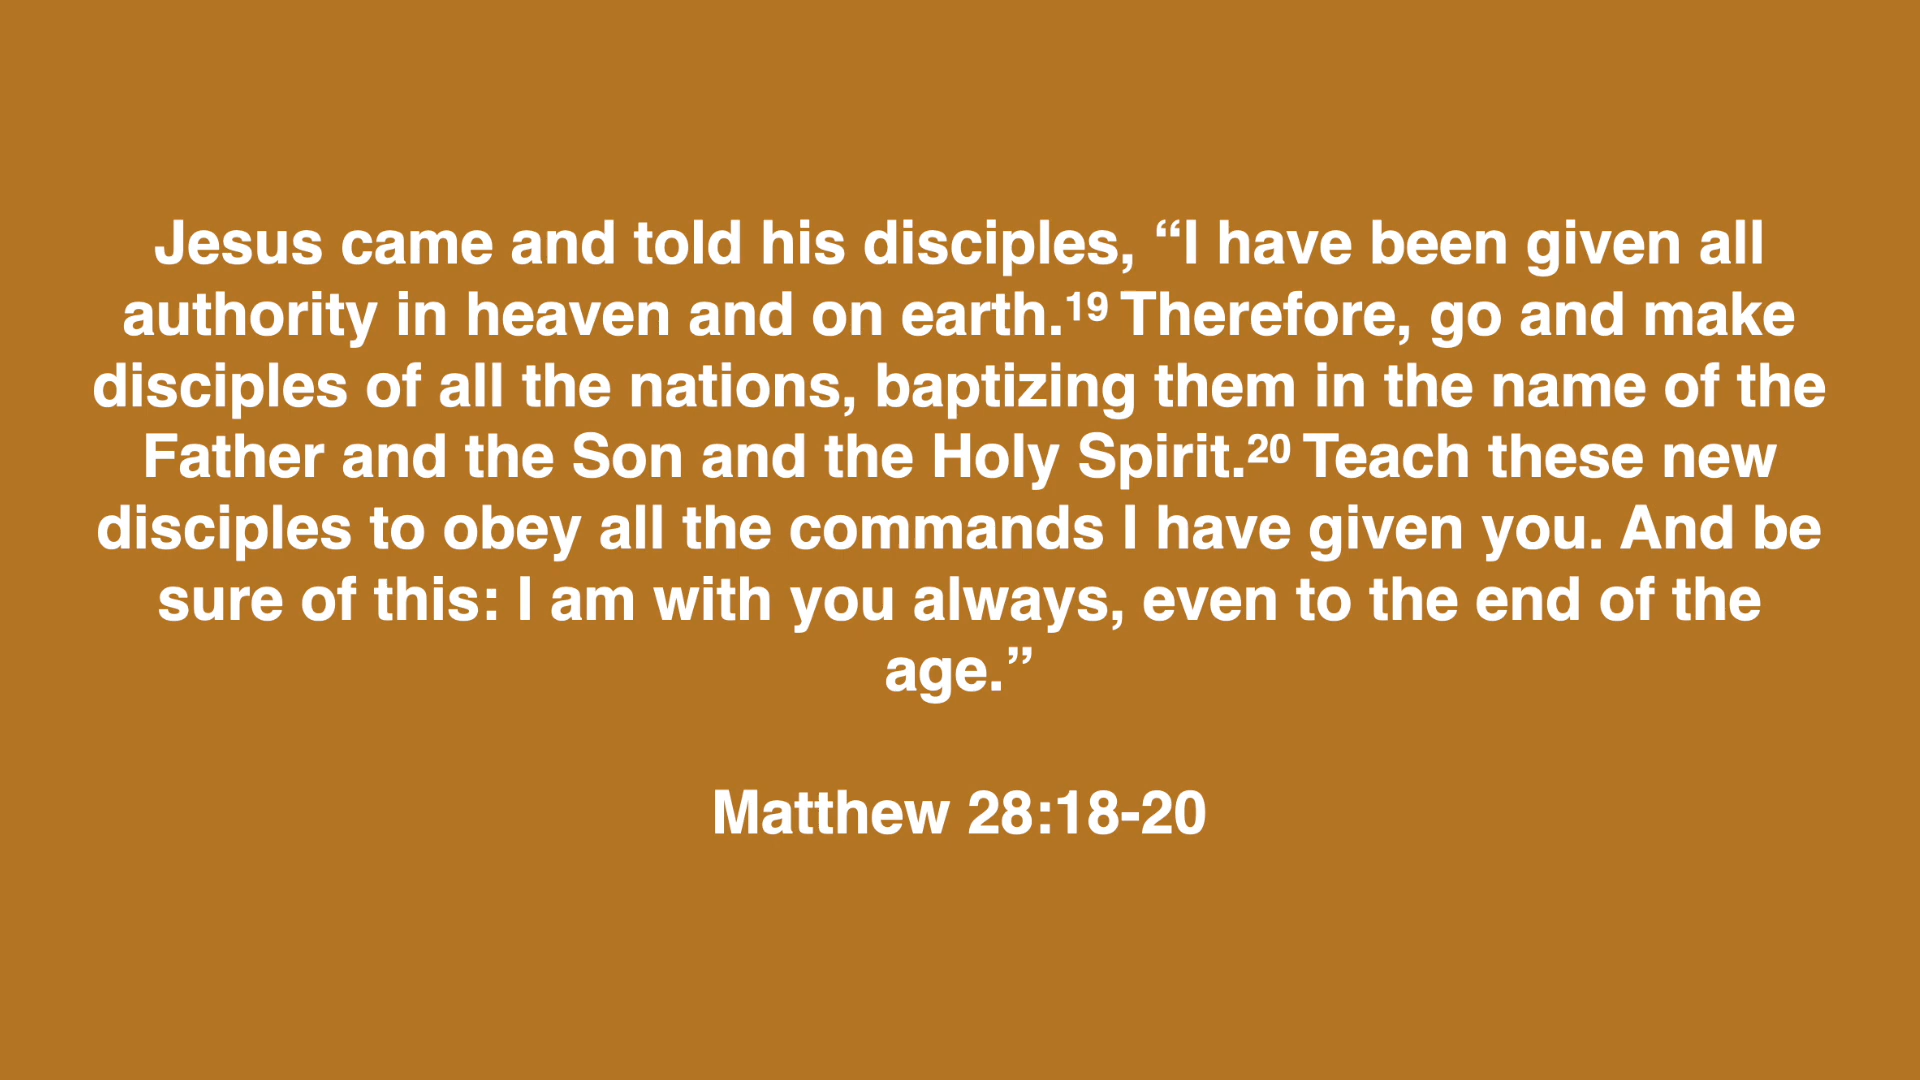 Jesus came and told his disciples, “I have been given all
authority in heaven and on earth.¹⁹ Therefore, go and make
disciples of all the nations, baptizing them in the name of the
Father and the Son and the Holy Spirit.²⁰ Teach these new
disciples to obey all the commands I have given you. And be
sure of this: I am with you always, even to the end of the
age.”
Matthew 28:18-20